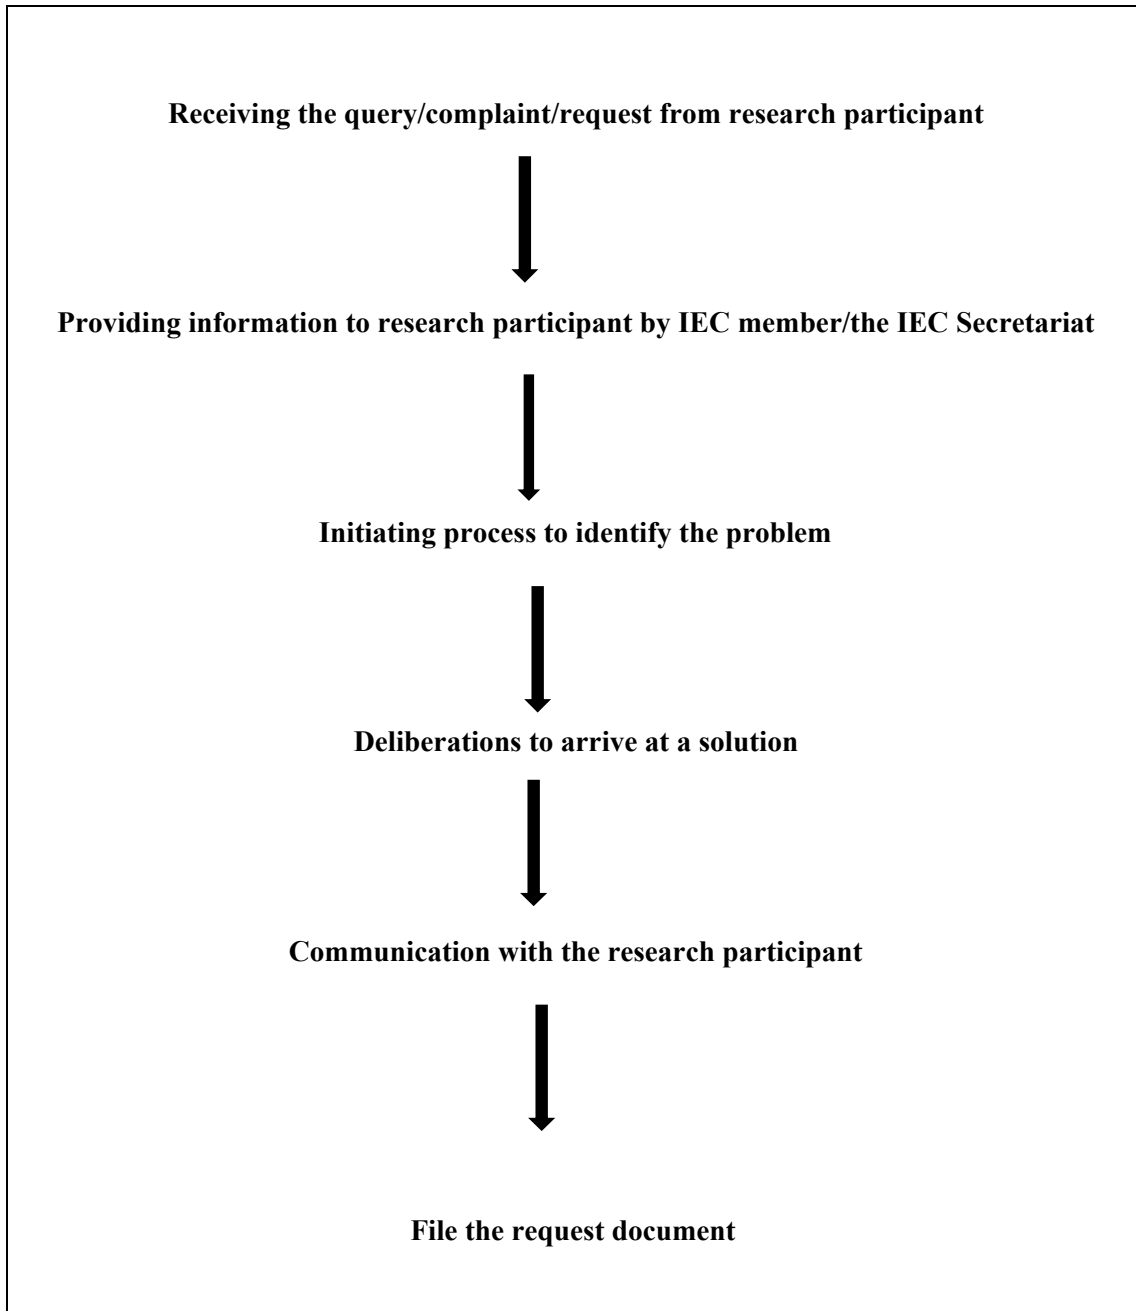 Receiving the query/complaint/request from research participant
Providing information to research participant by IEC member/the IEC Secretariat
Initiating process to identify the problem
Deliberations to arrive at a solution
Communication with the research participant
File the request document